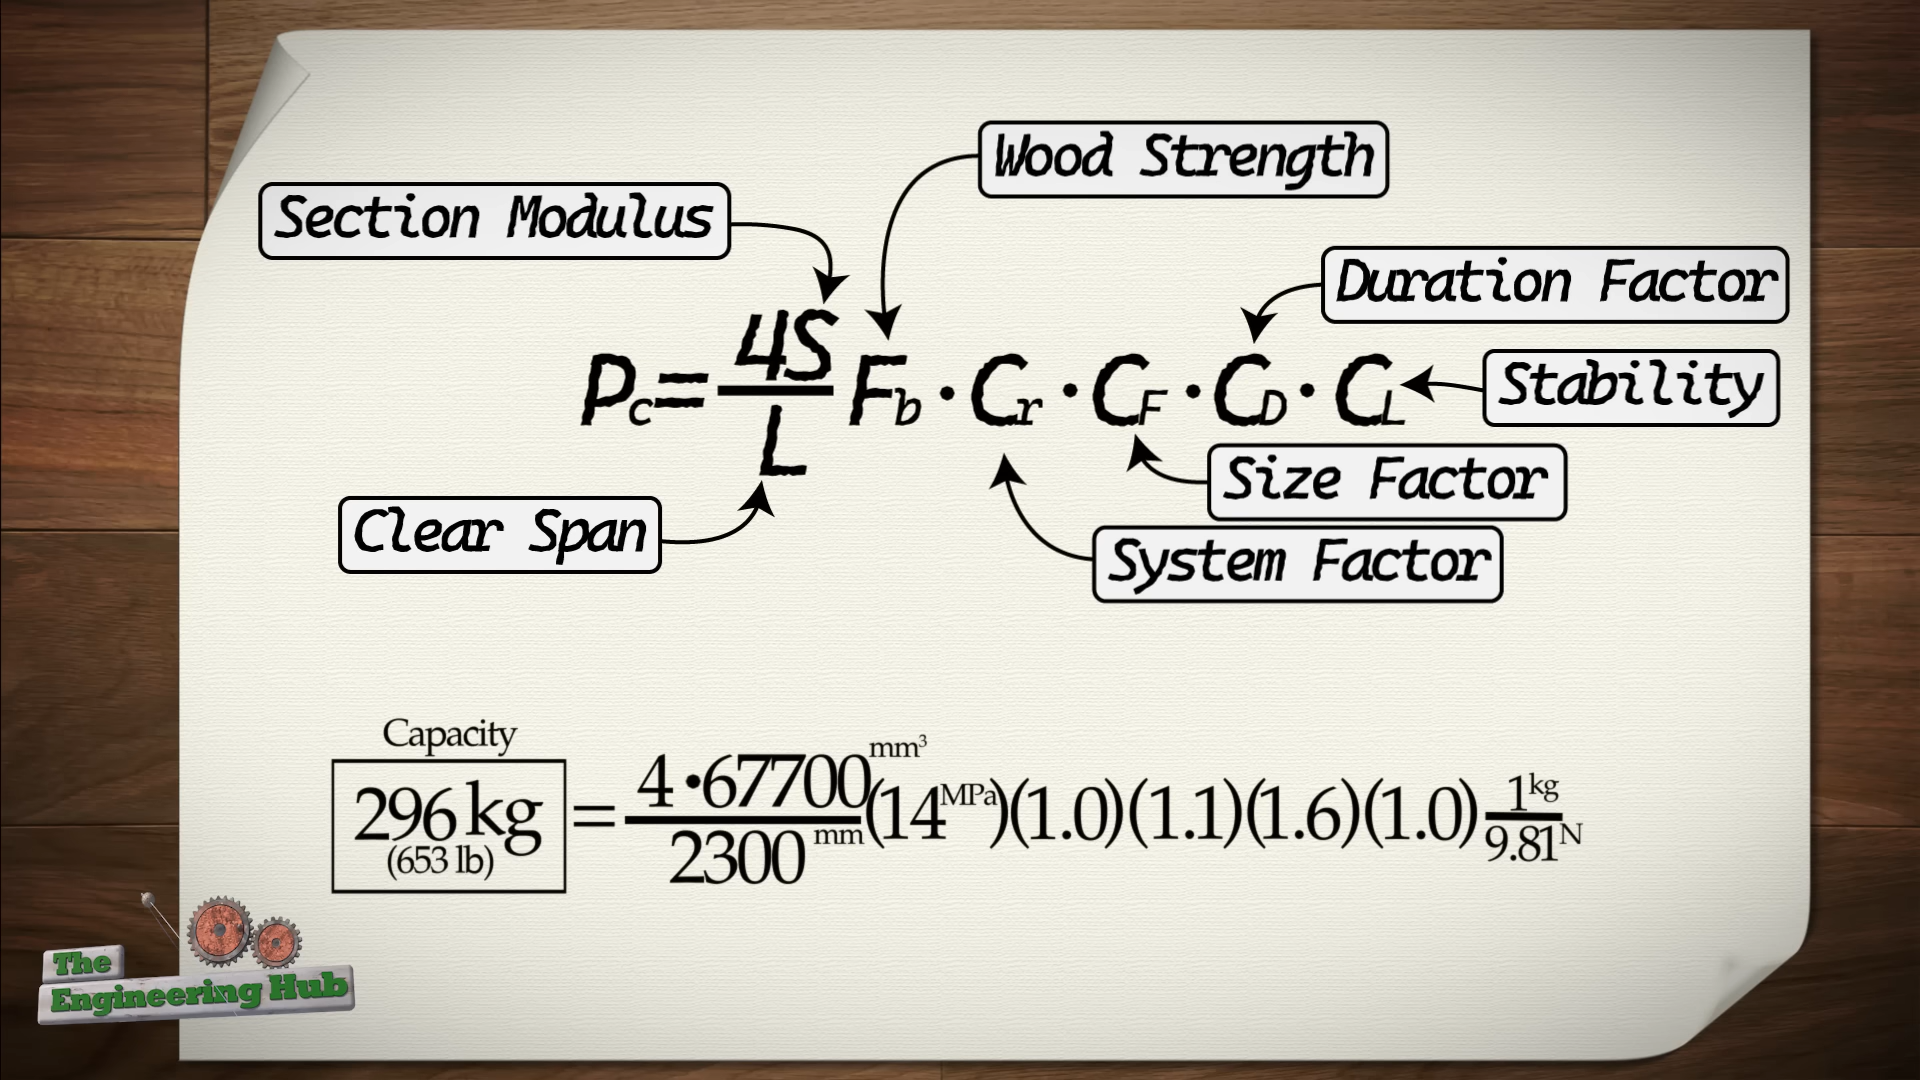 Wood Strength
Section Modulus
Duration Factor
Pc = 4S/L Fb · Cr · CF · CD · CL
Stability
Size Factor
Clear Span
System Factor
Capacity
296 kg = 4·67700 mm³ / 2300 mm (14 MPa)(1.0)(1.1)(1.6)(1.0) 1 kg / 9.81 N
(653 lb)
The
Engineering Hub